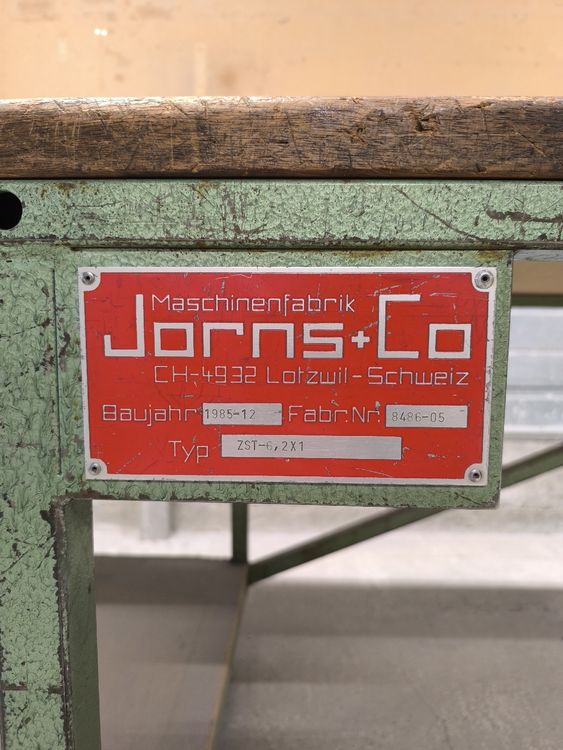 Maschinenfabrik
Jorns+Co
CH-4932 Lotzwil-Schweiz
Baujahr 1985-12 Fabr.Nr. 8486-05
Typ ZST-6,2X1